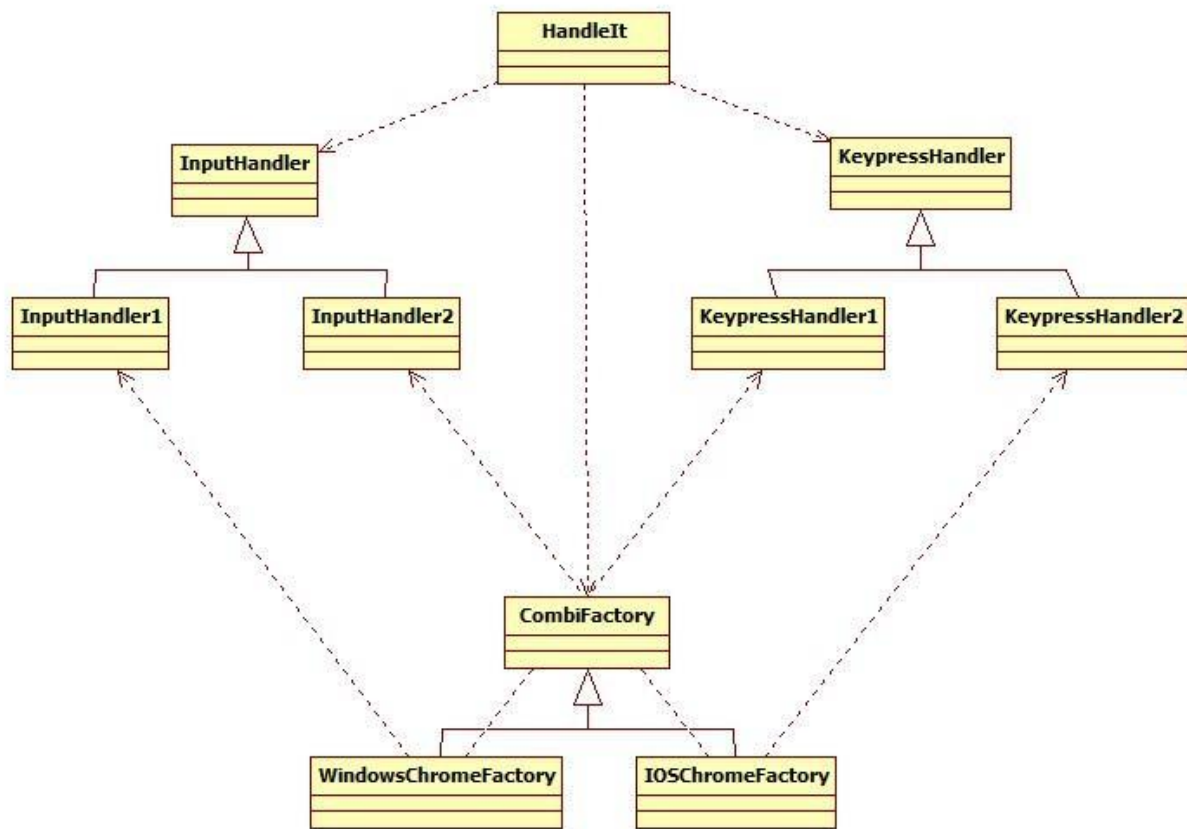 HandleIt
InputHandler
KeypressHandler
InputHandler1
InputHandler2
KeypressHandler1
KeypressHandler2
CombiFactory
WindowsChromeFactory
IOSChromeFactory